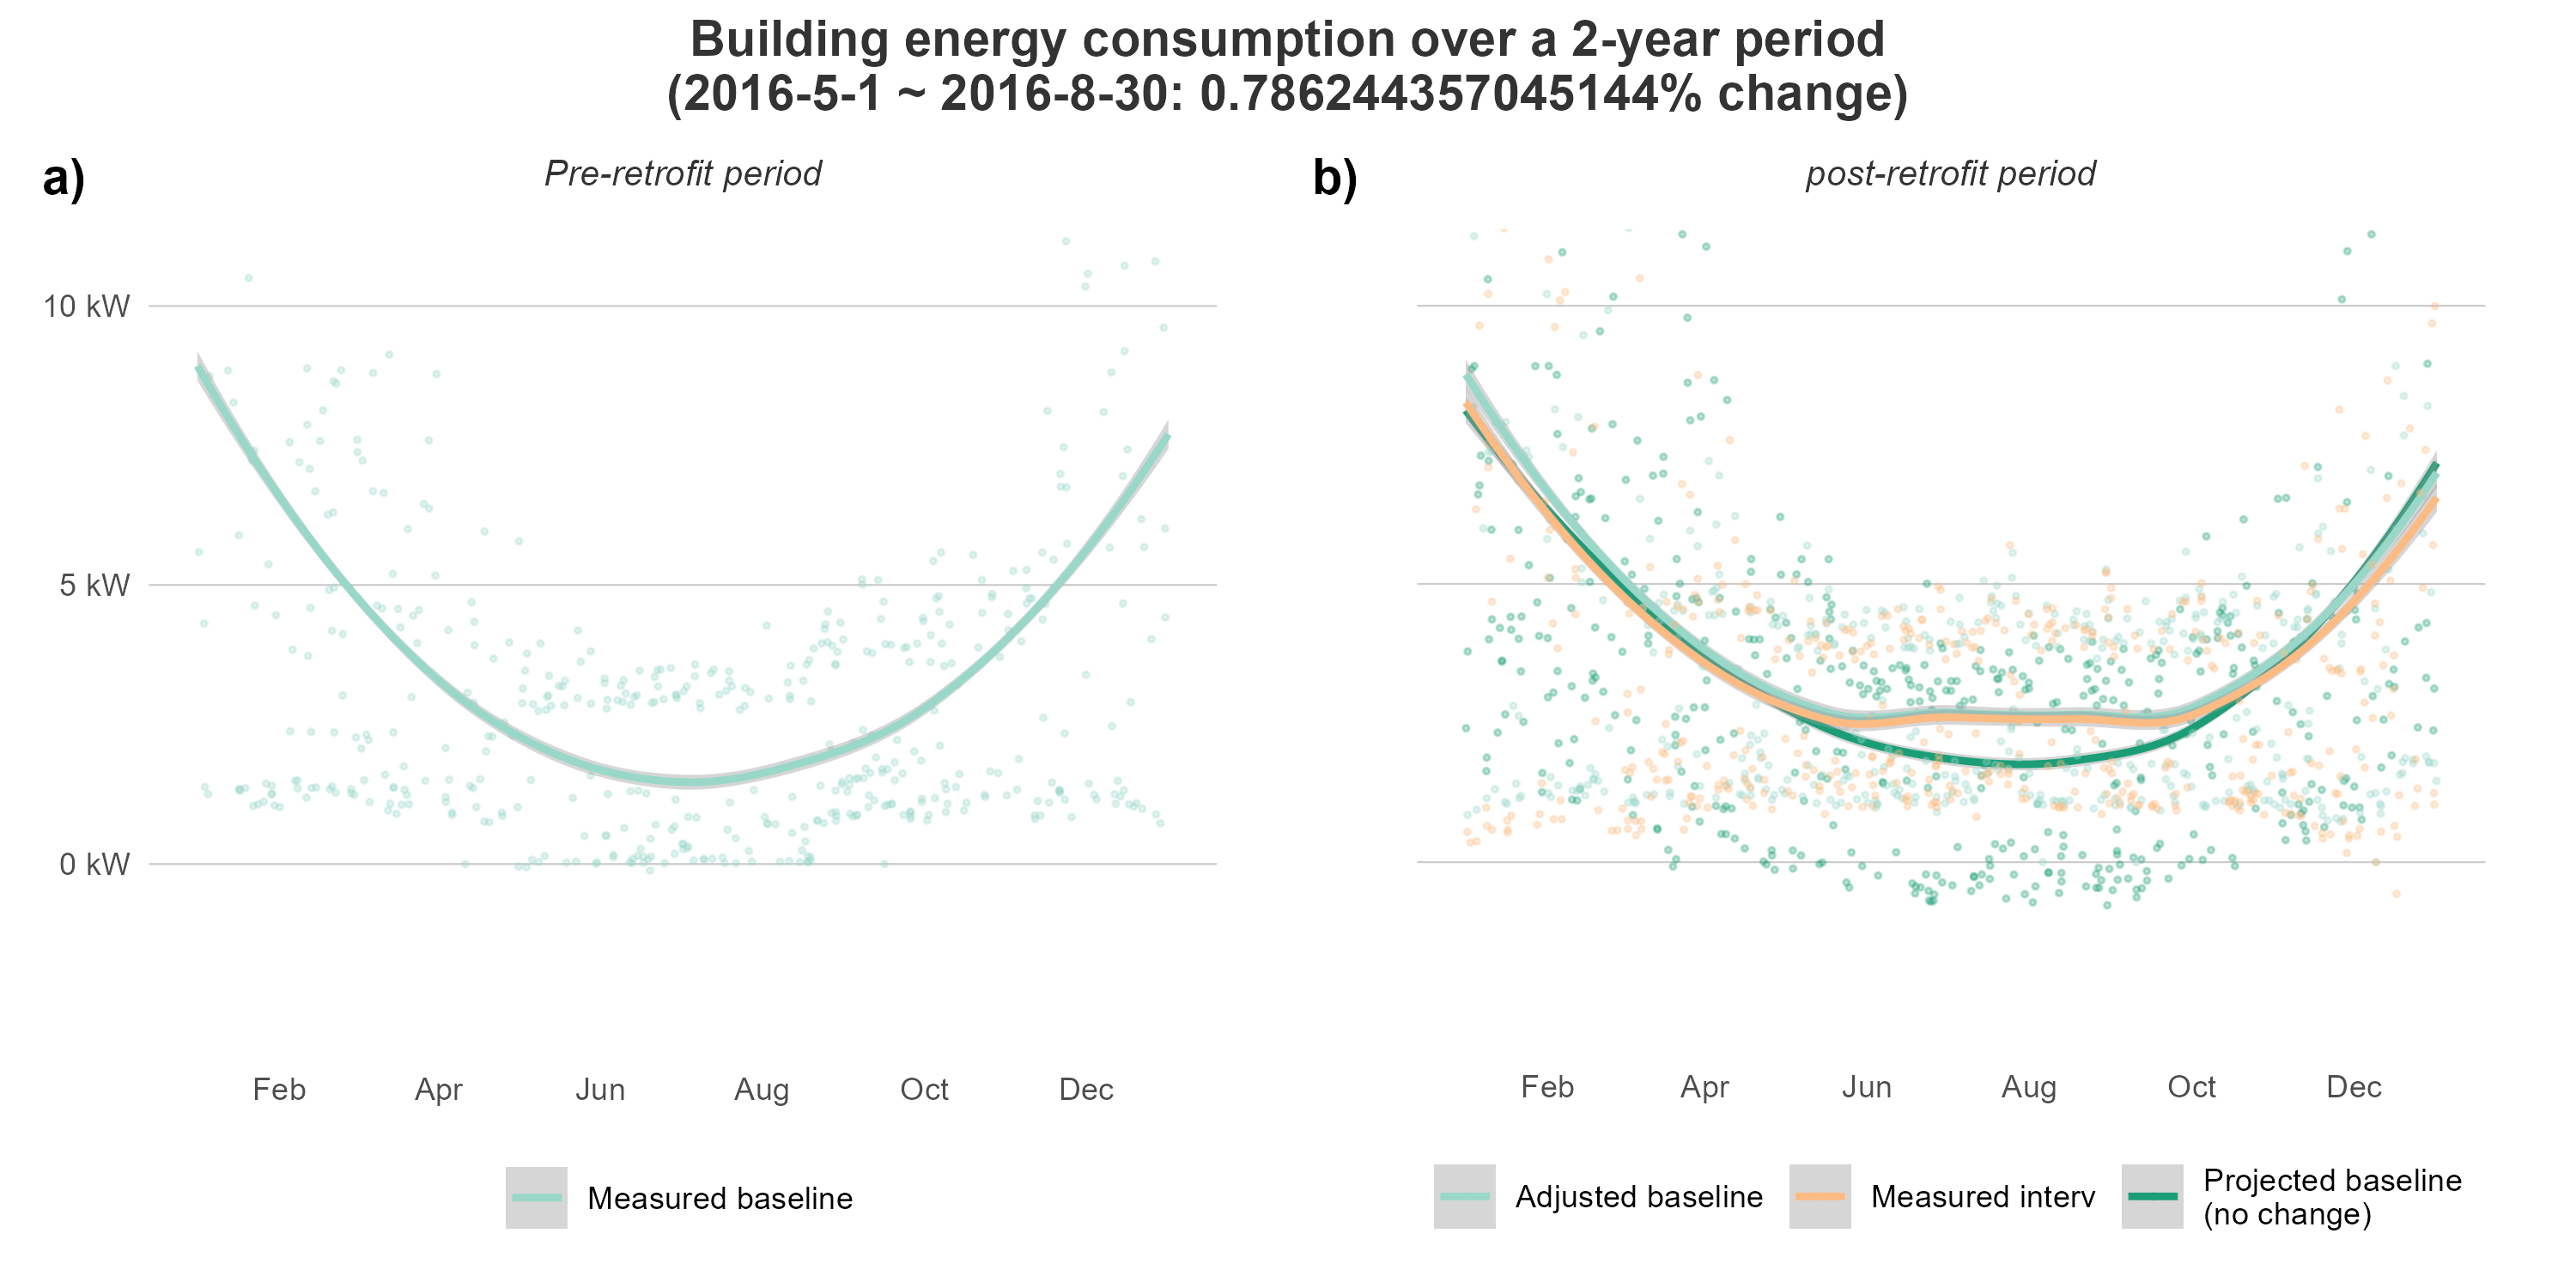 Building energy consumption over a 2-year period
(2016-5-1 ~ 2016-8-30: 0.786244357045144% change)
a)
Pre-retrofit period
10 kW
5 kW
0 kW
Feb Apr Jun Aug Oct Dec
Measured baseline
b)
post-retrofit period
Feb Apr Jun Aug Oct Dec
Adjusted baseline
Measured interv
Projected baseline
(no change)